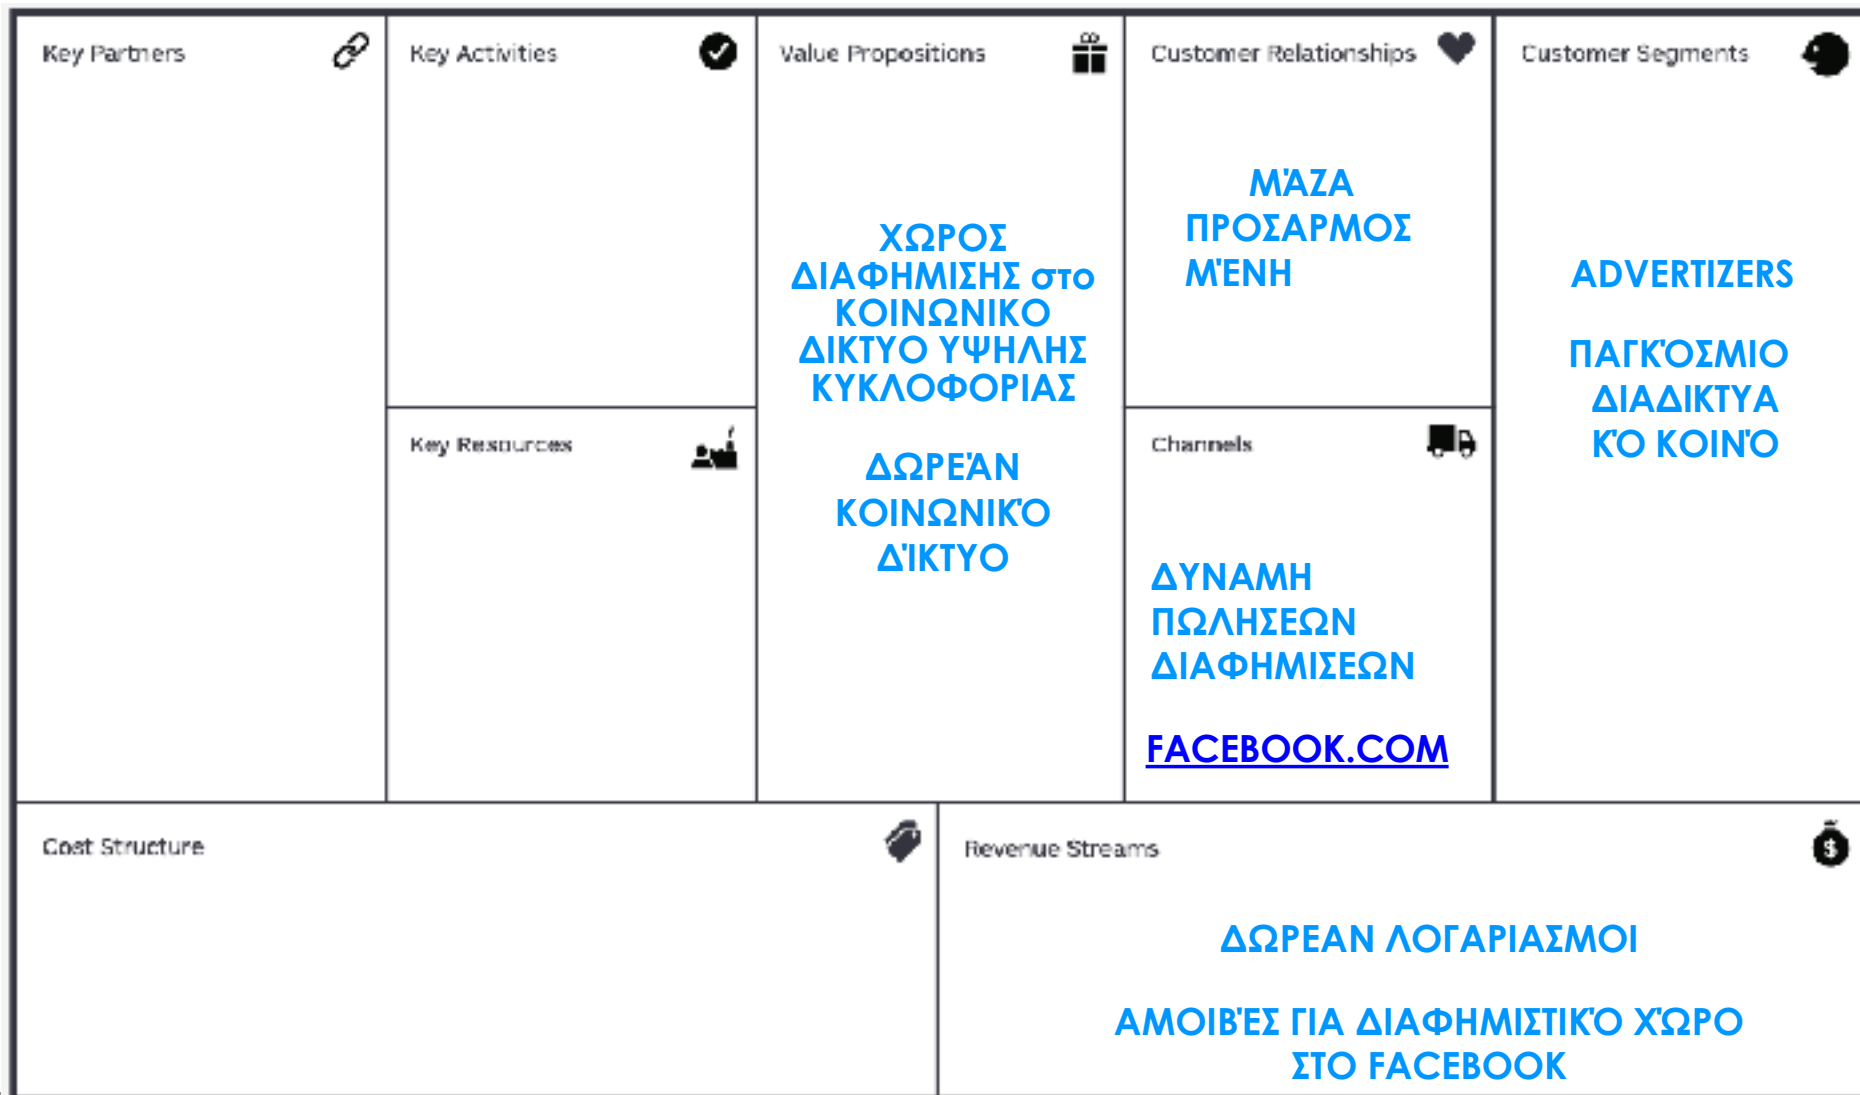 Key Partners
Key Activities
Value Propositions
ΧΩΡΟΣ
ΔΙΑΦΗΜΙΣΗΣ στο
ΚΟΙΝΩΝΙΚΟ
ΔΙΚΤΥΟ ΥΨΗΛΗΣ
ΚΥΚΛΟΦΟΡΙΑΣ
ΔΩΡΕΆΝ
ΚΟΙΝΩΝΙΚΌ
ΔΊΚΤΥΟ
Customer Relationships
ΜΆΖΑ
ΠΡΟΣΑΡΜΟΣ
ΜΈΝΗ
Customer Segments
ADVERTIZERS
ΠΑΓΚΌΣΜΙΟ
ΔΙΑΔΙΚΤΥΑ
ΚΌ ΚΟΙΝΌ
Key Resources
Channels
ΔΥΝΑΜΗ
ΠΩΛΗΣΕΩΝ
ΔΙΑΦΗΜΙΣΕΩΝ
FACEBOOK.COM
Cost Structure
Revenue Streams
ΔΩΡΕΑΝ ΛΟΓΑΡΙΑΣΜΟΙ
ΑΜΟΙΒΈΣ ΓΙΑ ΔΙΑΦΗΜΙΣΤΙΚΌ ΧΏΡΟ
ΣΤΟ FACEBOOK